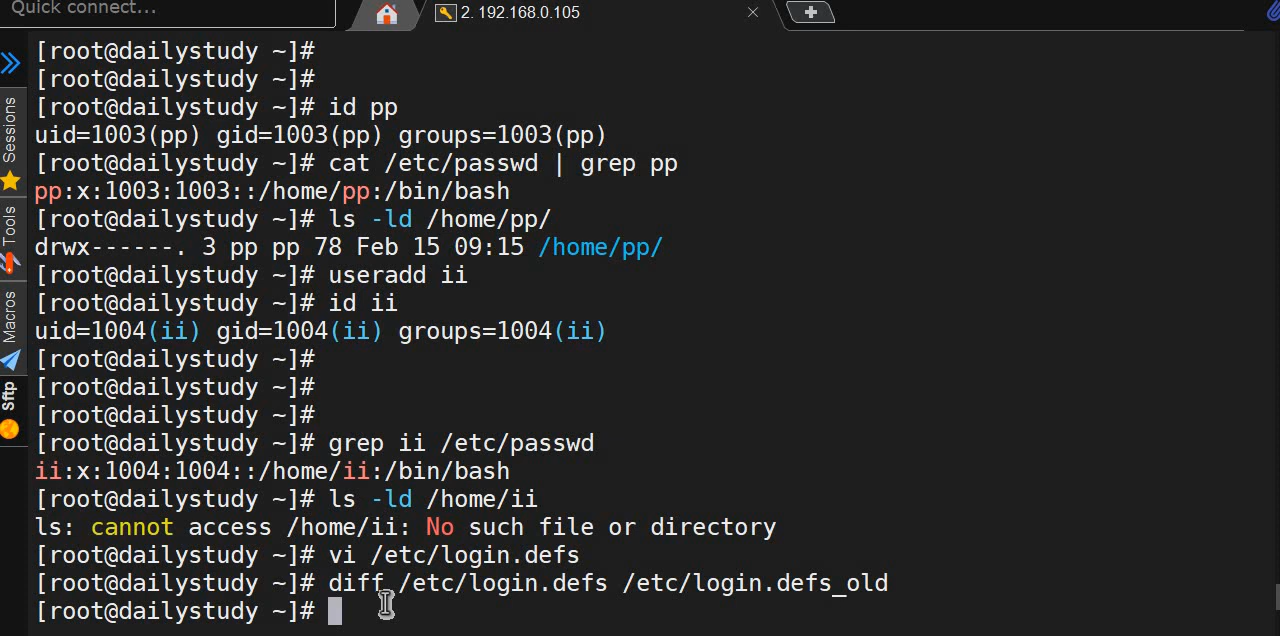 Quick connect...
2. 192.168.0.105
Sessions
Tools
Macros
Sftp
[root@dailystudy ~]#
[root@dailystudy ~]#
[root@dailystudy ~]# id pp
uid=1003(pp) gid=1003(pp) groups=1003(pp)
[root@dailystudy ~]# cat /etc/passwd | grep pp
pp:x:1003:1003::/home/pp:/bin/bash
[root@dailystudy ~]# ls -ld /home/pp/
drwx------. 3 pp pp 78 Feb 15 09:15 /home/pp/
[root@dailystudy ~]# useradd ii
[root@dailystudy ~]# id ii
uid=1004(ii) gid=1004(ii) groups=1004(ii)
[root@dailystudy ~]#
[root@dailystudy ~]#
[root@dailystudy ~]#
[root@dailystudy ~]# grep ii /etc/passwd
ii:x:1004:1004::/home/ii:/bin/bash
[root@dailystudy ~]# ls -ld /home/ii
ls: cannot access /home/ii: No such file or directory
[root@dailystudy ~]# vi /etc/login.defs
[root@dailystudy ~]# diff /etc/login.defs /etc/login.defs_old
[root@dailystudy ~]#